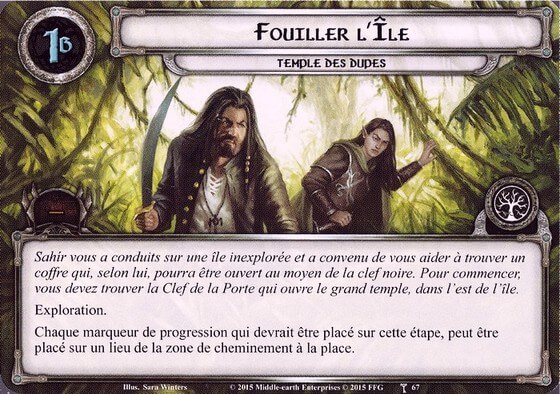 1B
Fouiller l'Île
Temple des Dupes
Sahír vous a conduits sur une île inexplorée et a convenu de vous aider à trouver un
coffre qui, selon lui, pourra être ouvert au moyen de la clef noire. Pour commencer,
vous devez trouver la Clef de la Porte qui ouvre le grand temple, dans l'est de l'île.
Exploration.
Chaque marqueur de progression qui devrait être placé sur cette étape, peut être
placé sur un lieu de la zone de cheminement à la place.
Illus. Sara Winters © 2015 Middle-earth Enterprises © 2015 FFG 67